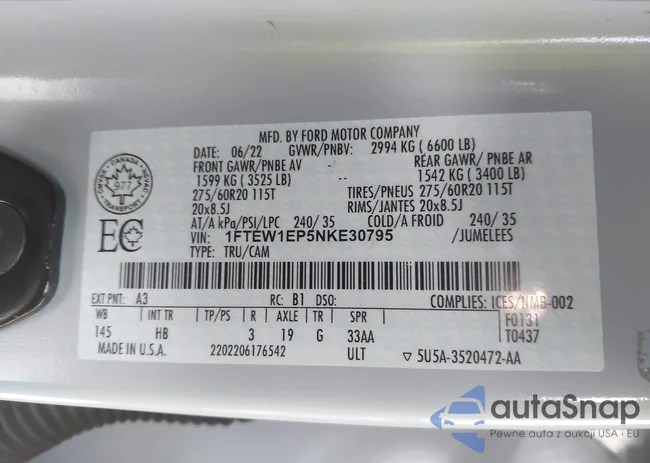 MFD. BY FORD MOTOR COMPANY
DATE: 06/22 GVWR/PNBV: 2994 KG ( 6600 LB)
FRONT GAWR/PNBE AV REAR GAWR/ PNBE AR
1599 KG ( 3525 LB) 1542 KG ( 3400 LB)
275/60R20 115T TIRES/PNEUS 275/60R20 115T
20x8.5J RIMS/JANTES 20x8.5J
AT/A kPa/PSI/LPC 240/ 35 COLD/A FROID 240/ 35
VIN: 1FTEW1EP5NKE30795 /JUMELEES
TYPE: TRU/CAM
CANADA
977
TRANSPORT
EC
EXT PNT: A3 RC: B1 DSO: COMPLIES: ICES/NMB-002
WB INT TR TP/PS R AXLE TR SPR F0131
145 HB 3 19 G 33AA T0437
MADE IN U.S.A. 2202206176542 ULT ▽ 5U5A-3520472-AA
autoSnap
Pewne auta z aukcji USA • EU